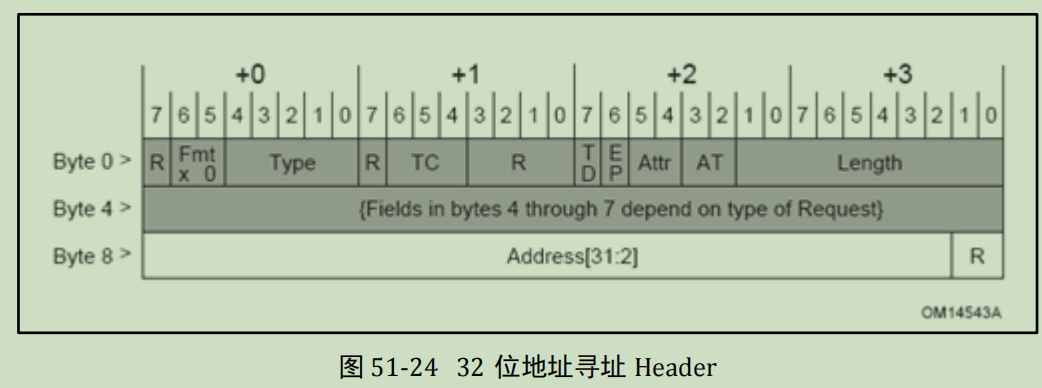 +0 +1 +2 +3
7 6 5 4 3 2 1 0 7 6 5 4 3 2 1 0 7 6 5 4 3 2 1 0 7 6 5 4 3 2 1 0
Byte 0 > R Fmt x 0 Type R TC R TD EP Attr AT Length
Byte 4 > {Fields in bytes 4 through 7 depend on type of Request}
Byte 8 > Address[31:2] R
OM14543A
图 51-24 32 位地址寻址 Header